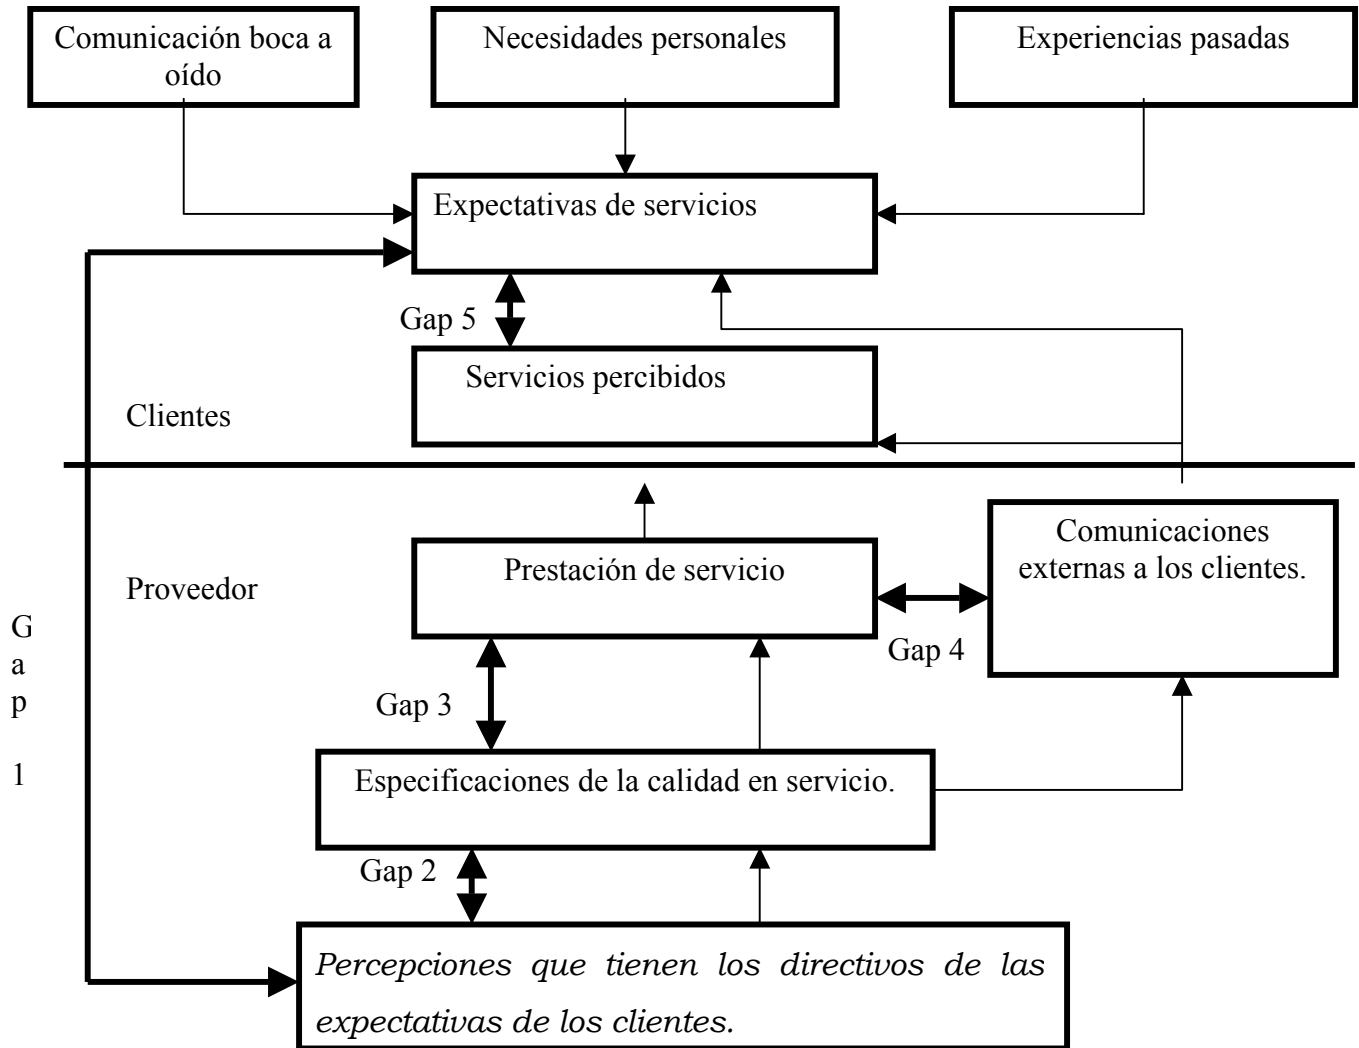 Comunicación boca a
oído
Necesidades personales
Experiencias pasadas
Expectativas de servicios
Gap 5
Servicios percibidos
Clientes
Proveedor
Prestación de servicio
Comunicaciones
externas a los clientes.
Gap 4
G
a
p
1
Gap 3
Especificaciones de la calidad en servicio.
Gap 2
Percepciones que tienen los directivos de las
expectativas de los clientes.